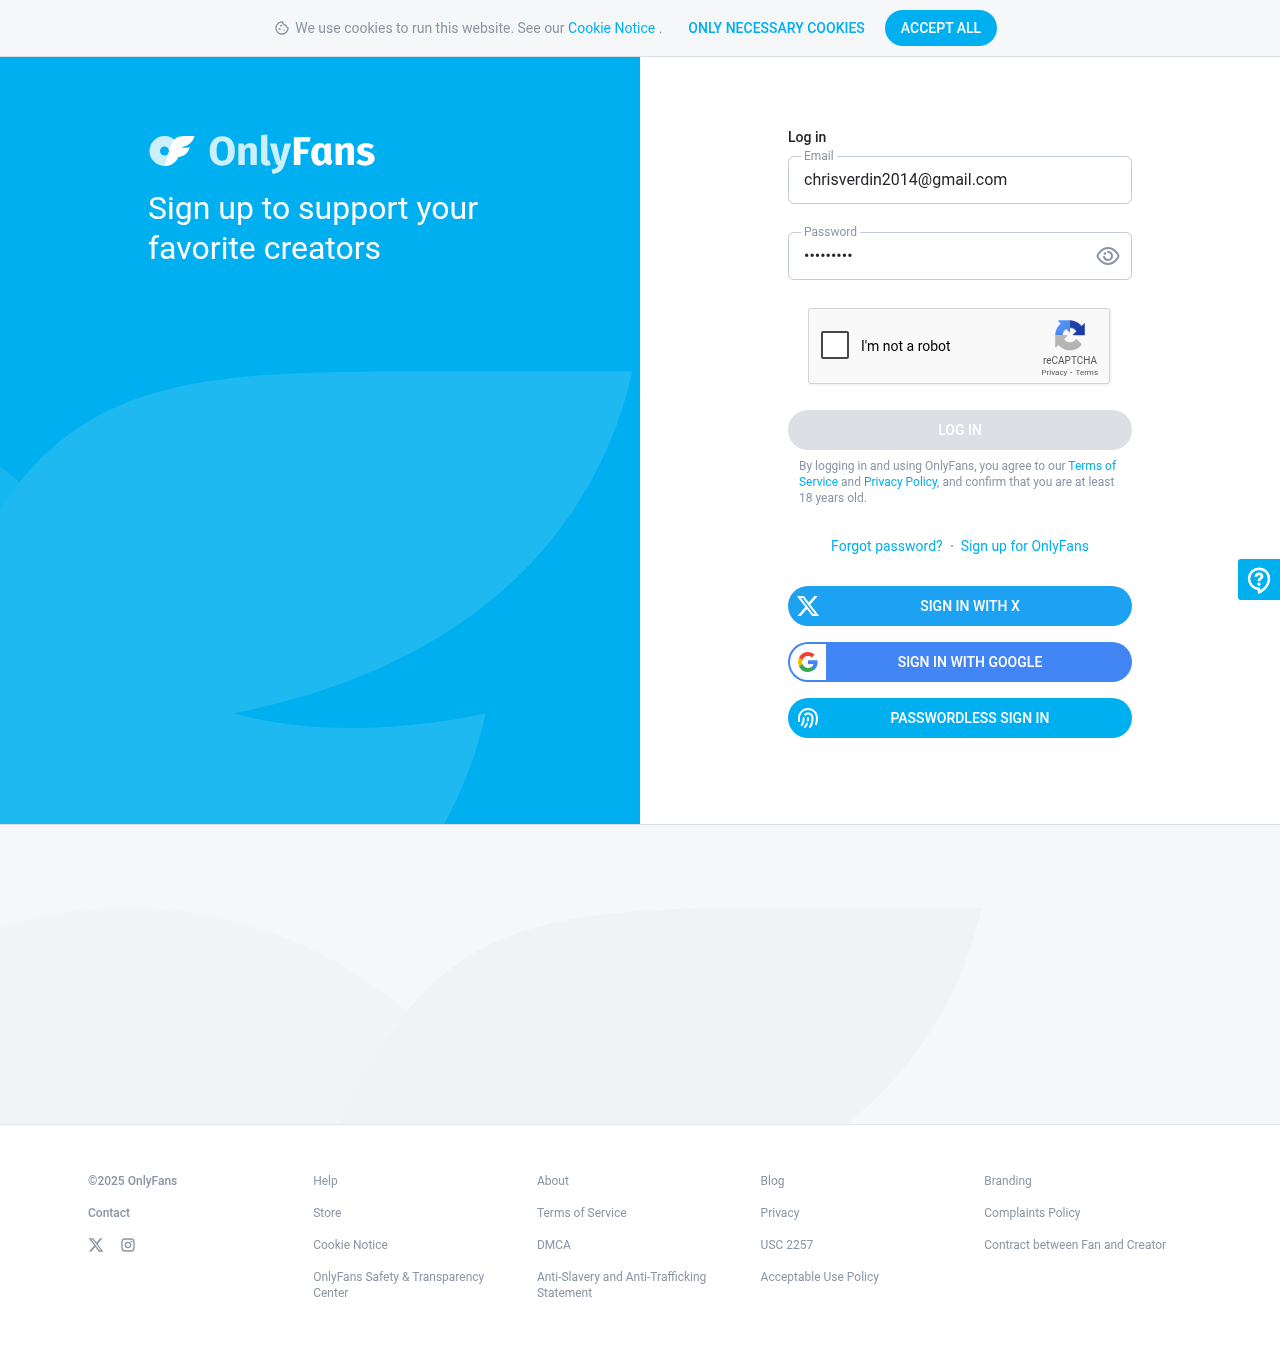 We use cookies to run this website. See our Cookie Notice .
ONLY NECESSARY COOKIES
ACCEPT ALL
OnlyFans
Sign up to support your
favorite creators
Log in
Email
chrisverdin2014@gmail.com
Password
•••••••••
I'm not a robot
reCAPTCHA
Privacy - Terms
LOG IN
By logging in and using OnlyFans, you agree to our Terms of
Service and Privacy Policy, and confirm that you are at least
18 years old.
Forgot password? · Sign up for OnlyFans
SIGN IN WITH X
SIGN IN WITH GOOGLE
PASSWORDLESS SIGN IN
©2025 OnlyFans
Contact
Help
Store
Cookie Notice
OnlyFans Safety & Transparency
Center
About
Terms of Service
DMCA
Anti-Slavery and Anti-Trafficking
Statement
Blog
Privacy
USC 2257
Acceptable Use Policy
Branding
Complaints Policy
Contract between Fan and Creator